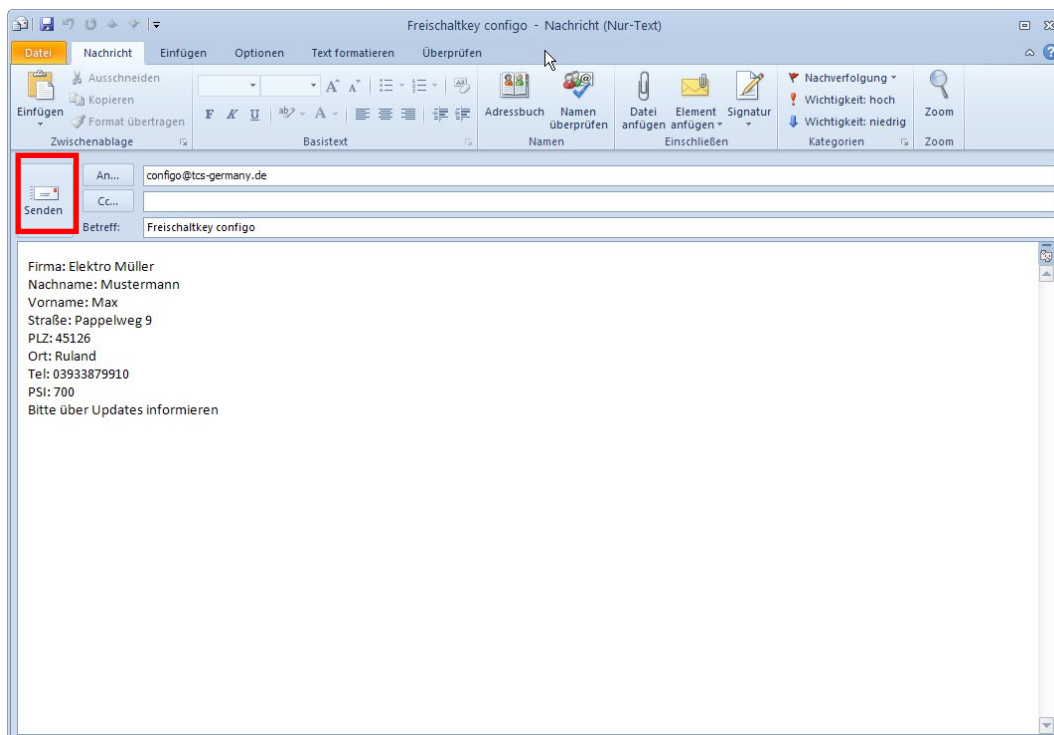 Freischaltkey configo - Nachricht (Nur-Text)
Datei Nachricht Einfügen Optionen Text formatieren Überprüfen
Einfügen
Ausschneiden
Kopieren
Format übertragen
Zwischenablage
F K U
Basistext
Adressbuch
Namen
überprüfen
Namen
Datei
anfügen
Element
anfügen
Signatur
Einschließen
Nachverfolgung
Wichtigkeit: hoch
Wichtigkeit: niedrig
Kategorien
Zoom
Zoom
Senden
An... configo@tcs-germany.de
Cc...
Betreff: Freischaltkey configo
Firma: Elektro Müller
Nachname: Mustermann
Vorname: Max
Straße: Pappelweg 9
PLZ: 45126
Ort: Ruland
Tel: 03933879910
PSI: 700
Bitte über Updates informieren